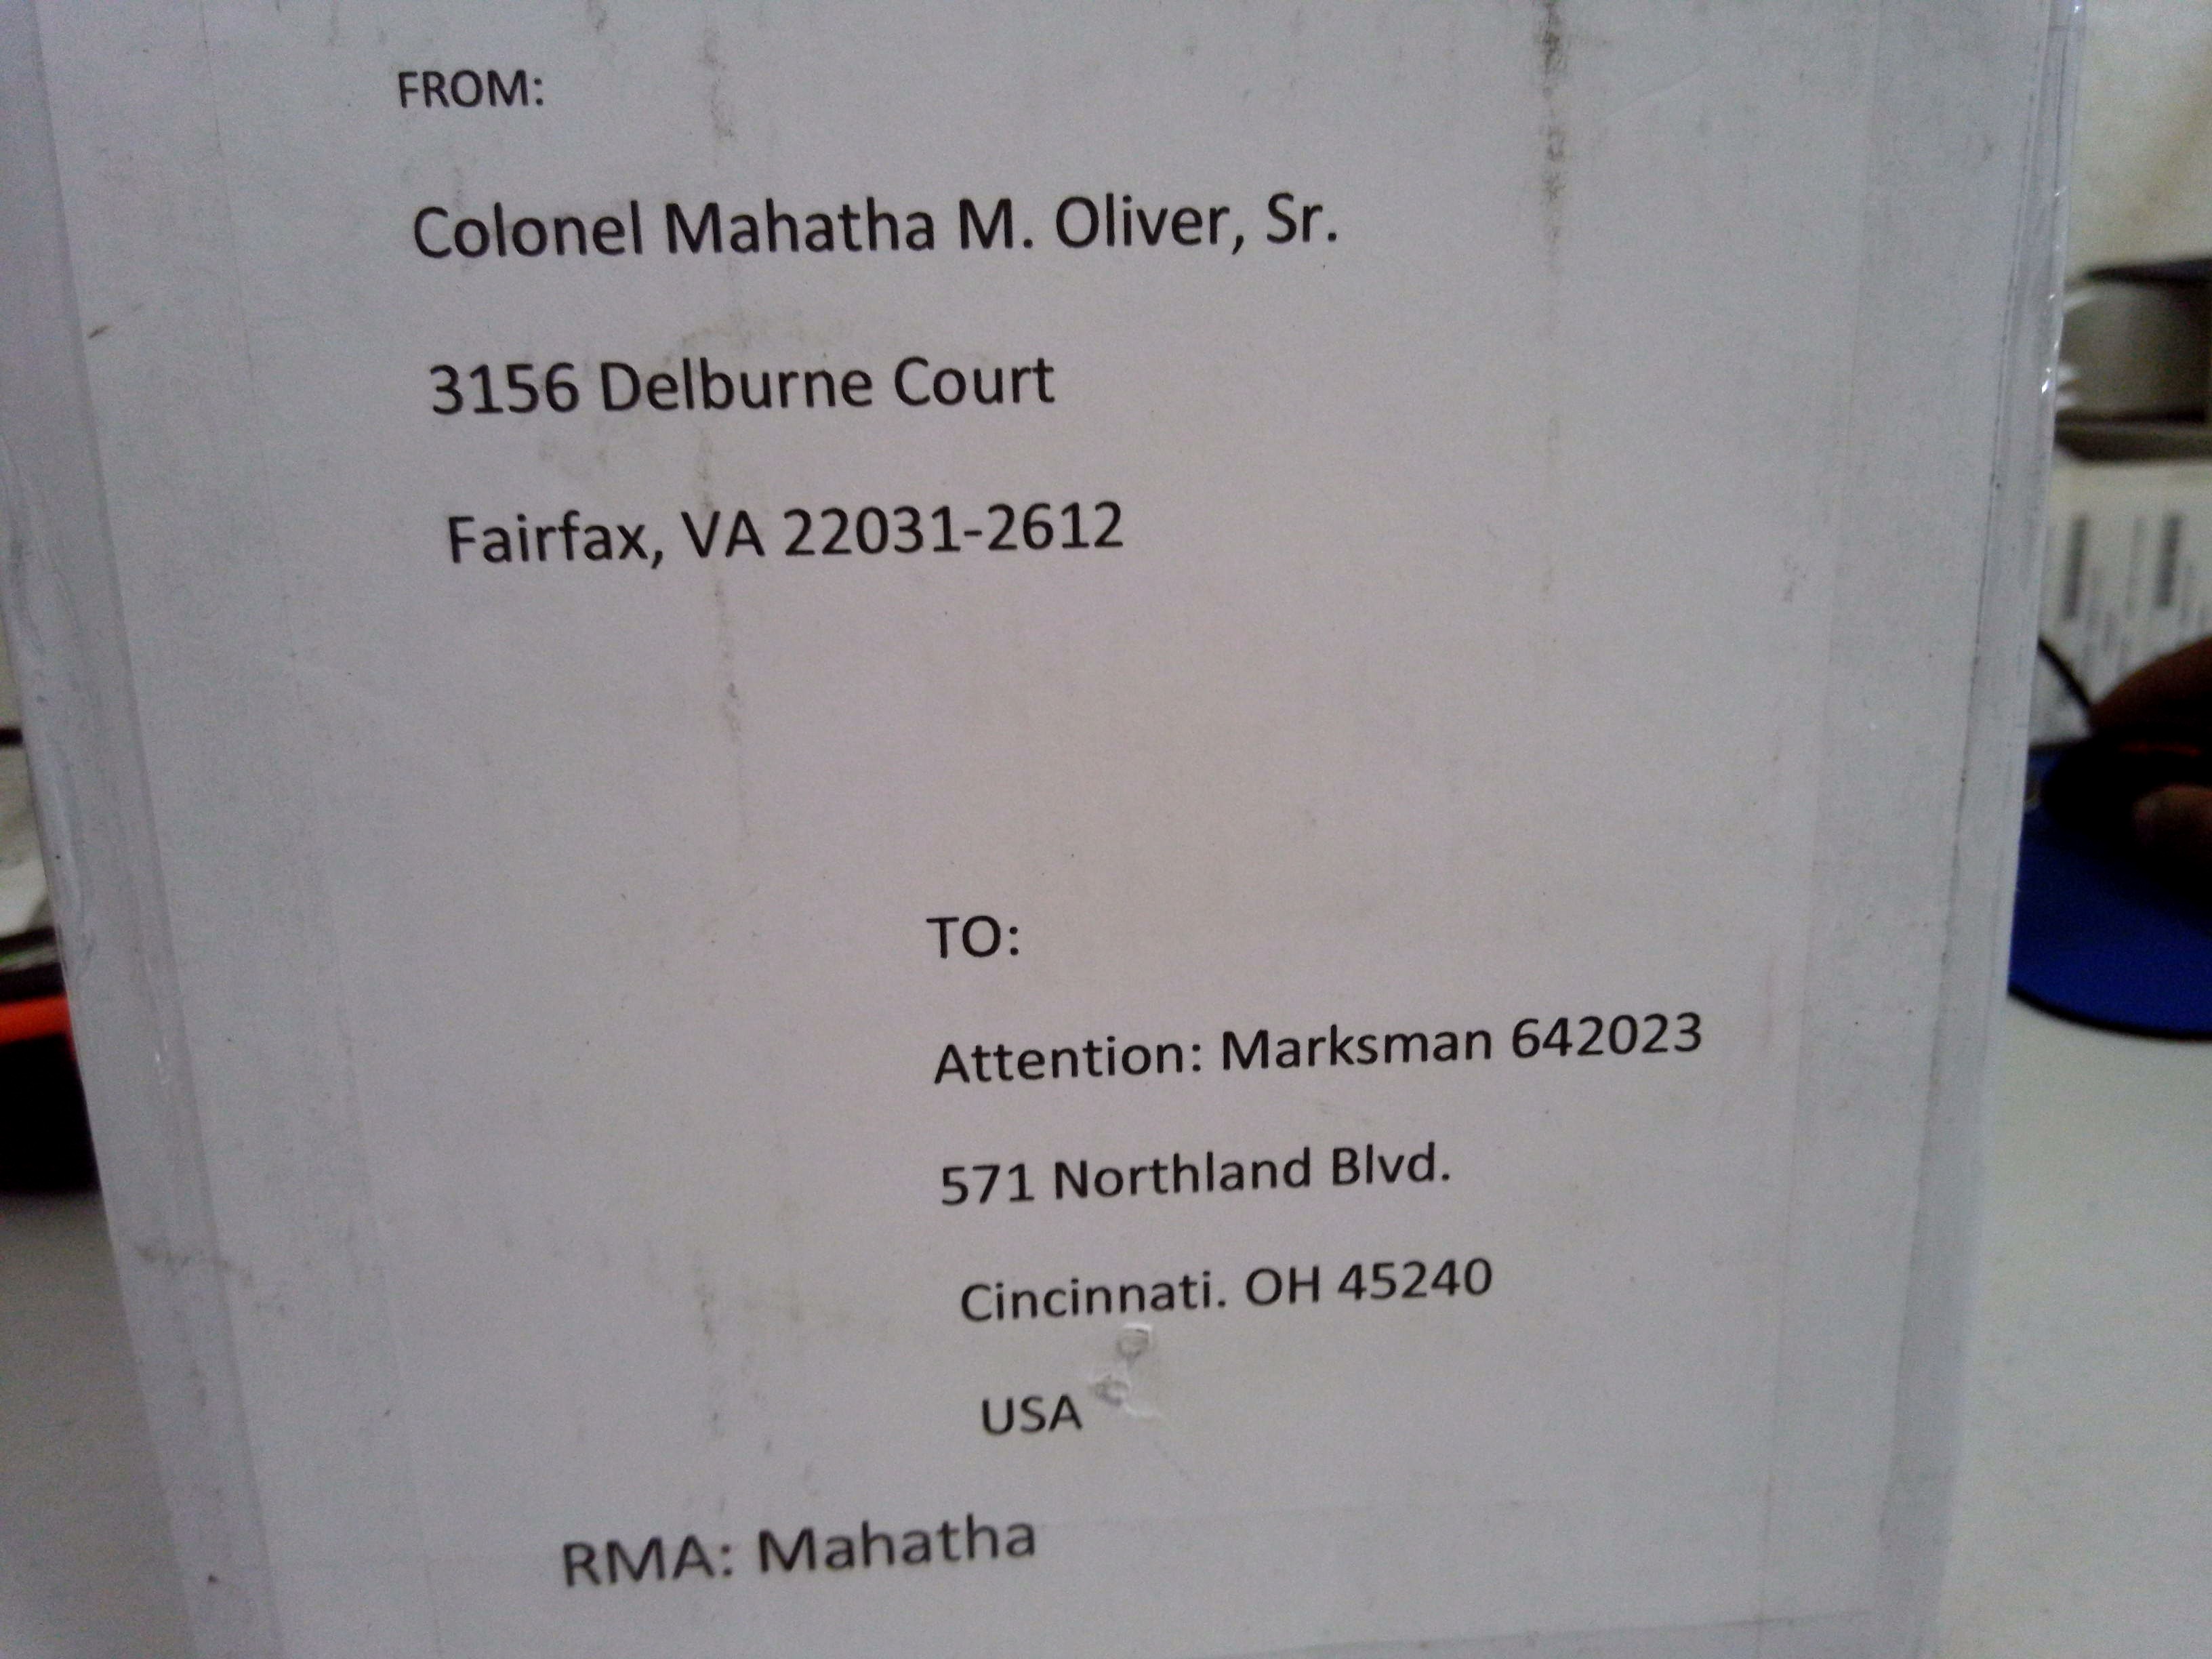 FROM:
Colonel Mahatha M. Oliver, Sr.
3156 Delburne Court
Fairfax, VA 22031-2612
TO:
Attention: Marksman 642023
571 Northland Blvd.
Cincinnati. OH 45240
USA
RMA: Mahatha